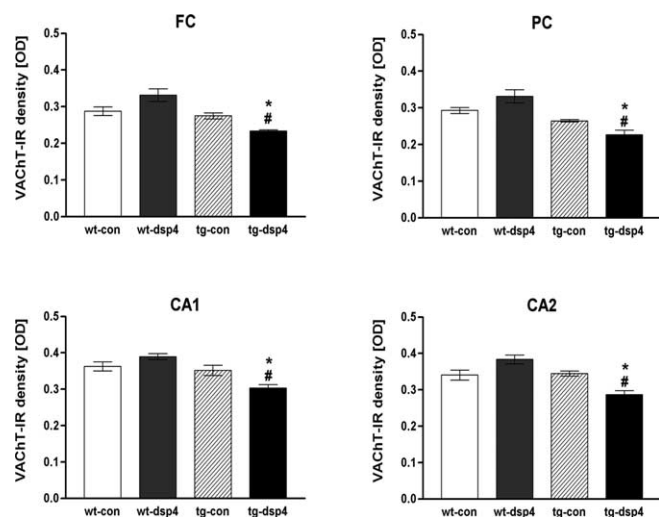 FC
VAChT-IR density [OD]
0.5
0.4
0.3
0.2
0.1
0.0
*
#
wt-con wt-dsp4 tg-con tg-dsp4
PC
VAChT-IR density [OD]
0.5
0.4
0.3
0.2
0.1
0.0
*
#
wt-con wt-dsp4 tg-con tg-dsp4
CA1
VAChT-IR density [OD]
0.5
0.4
0.3
0.2
0.1
0.0
*
#
wt-con wt-dsp4 tg-con tg-dsp4
CA2
VAChT-IR density [OD]
0.5
0.4
0.3
0.2
0.1
0.0
*
#
wt-con wt-dsp4 tg-con tg-dsp4